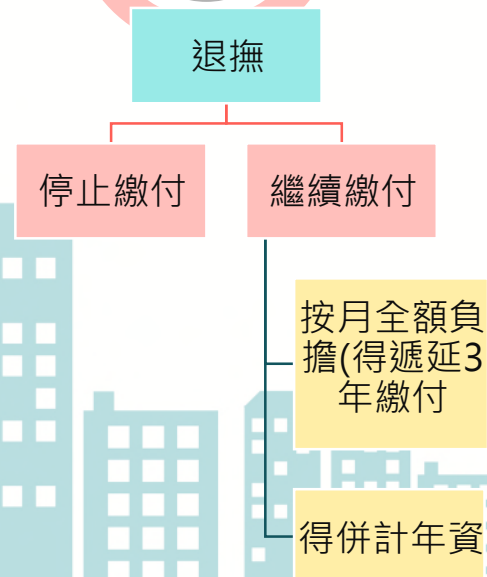 退撫
停止繳付
繼續繳付
按月全額負
擔(得遞延3
年繳付
得併計年資